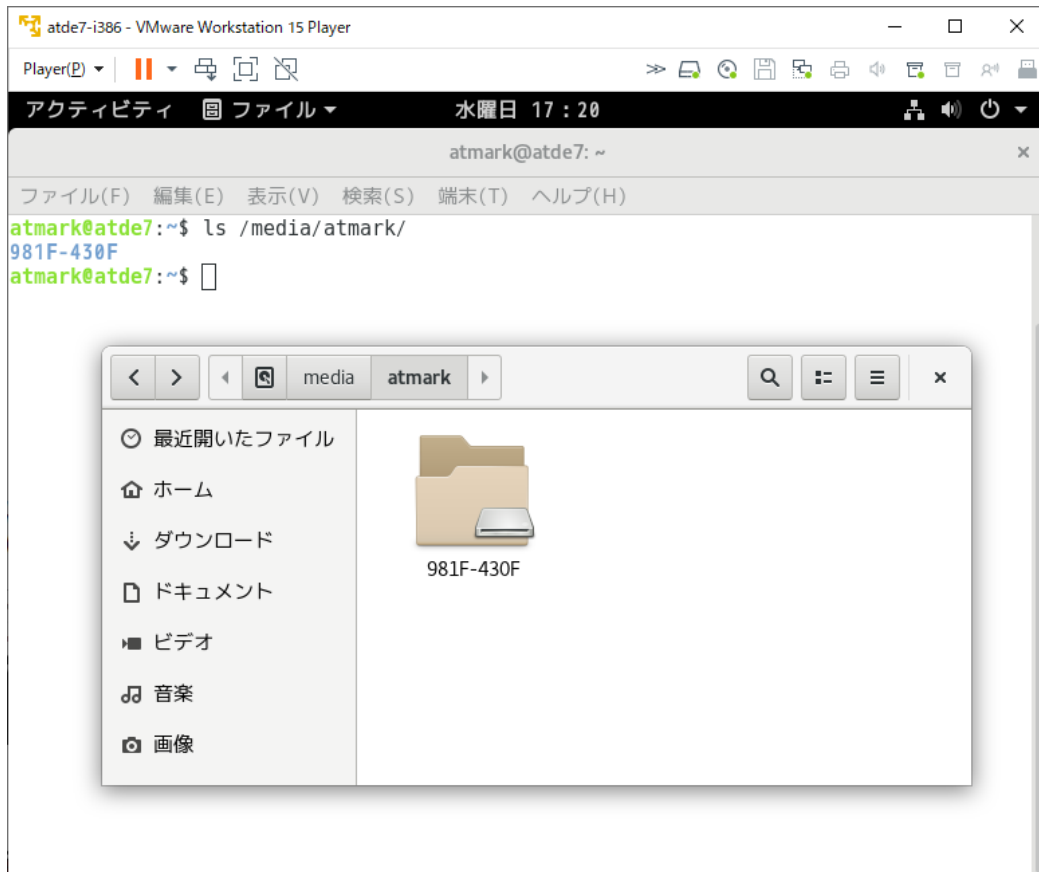 atde7-i386 - VMware Workstation 15 Player
Player(P)
アクティビティ ファイル 水曜日 17：20
atmark@atde7: ~
ファイル(F) 編集(E) 表示(V) 検索(S) 端末(T) ヘルプ(H)
atmark@atde7:~$ ls /media/atmark/
981F-430F
atmark@atde7:~$
media atmark
最近開いたファイル
ホーム
ダウンロード
ドキュメント
ビデオ
音楽
画像
981F-430F